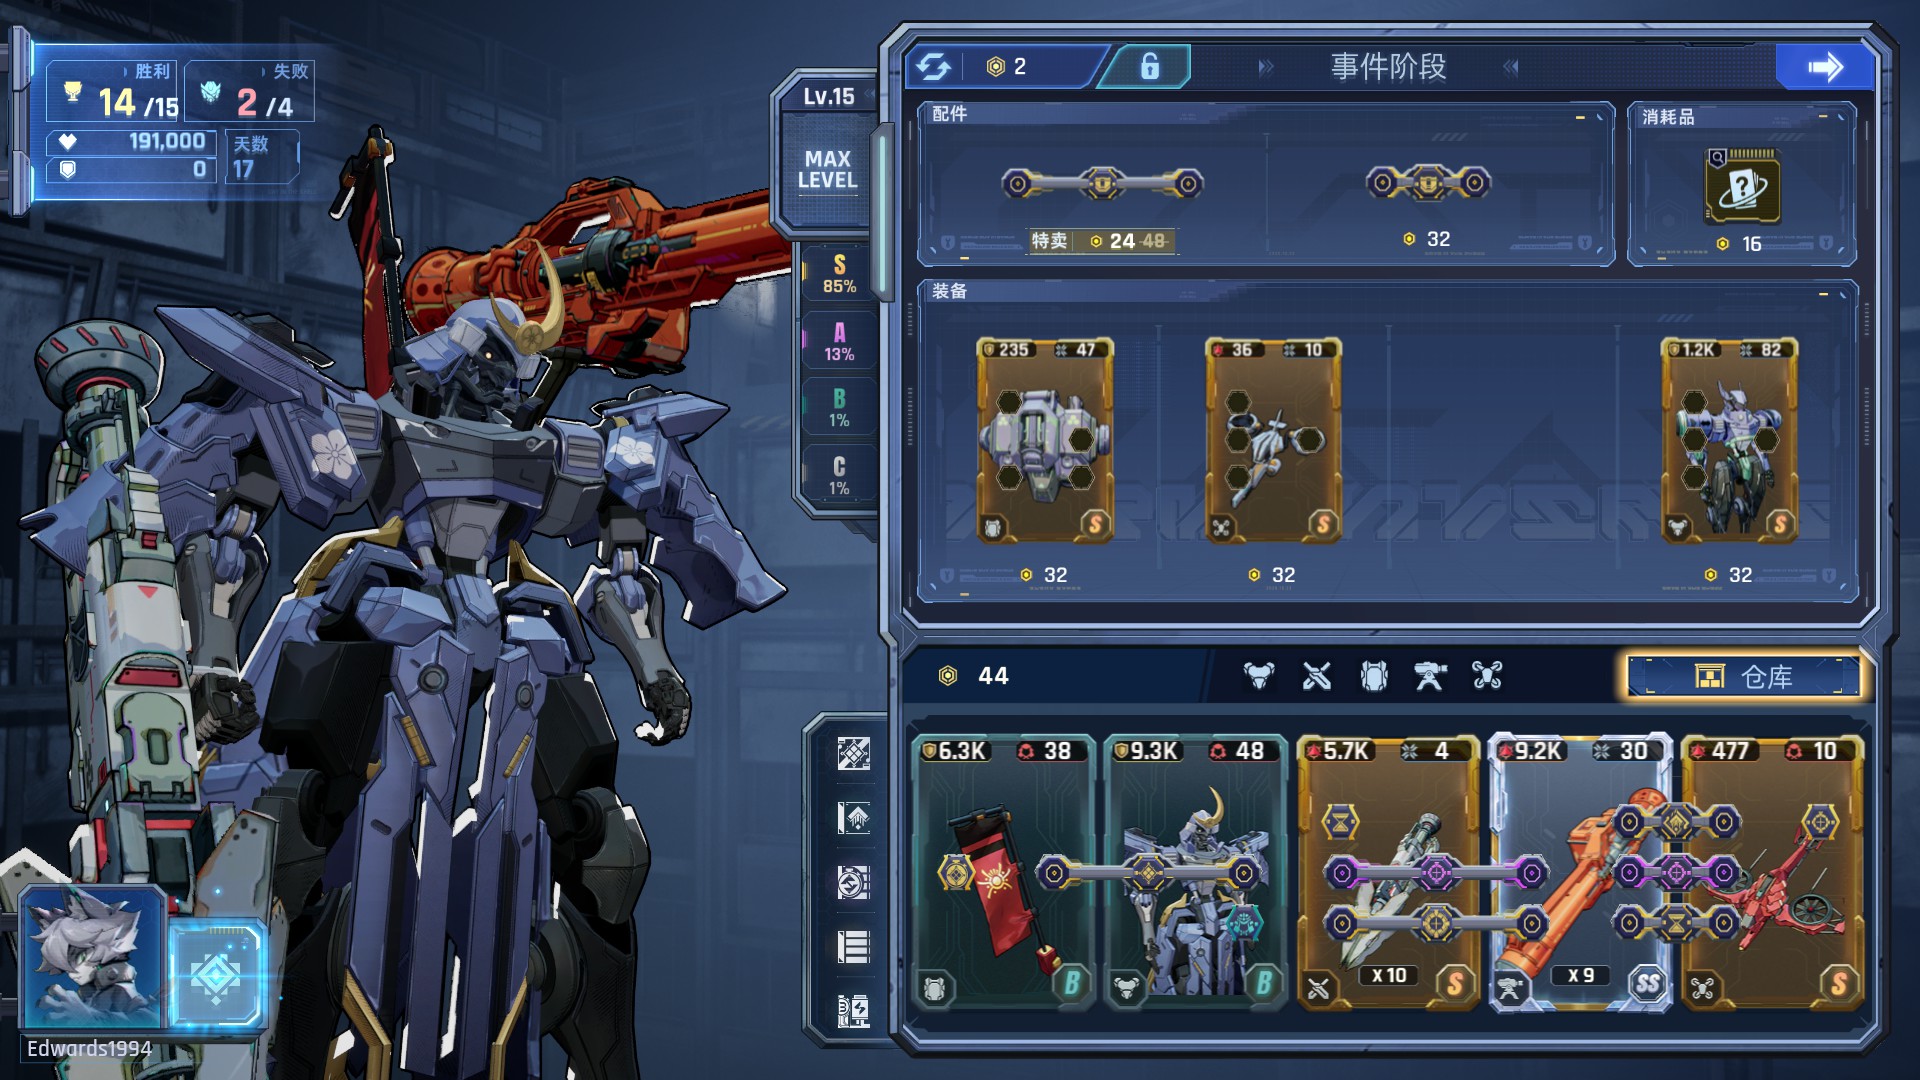 胜利
14 /15
失败
2 /4
191,000
0
天数
17
Lv.15
MAX
LEVEL
S
85%
A
13%
B
1%
C
1%
2
事件阶段
配件
特卖 24 48
32
消耗品
16
装备
235 47
S
32
36 10
S
32
1.2K 82
S
32
44
仓库
6.3K 38
B
9.3K 48
B
5.7K 4
X10
S
9.2K 30
X9
SS
477 10
S
Edwards1994